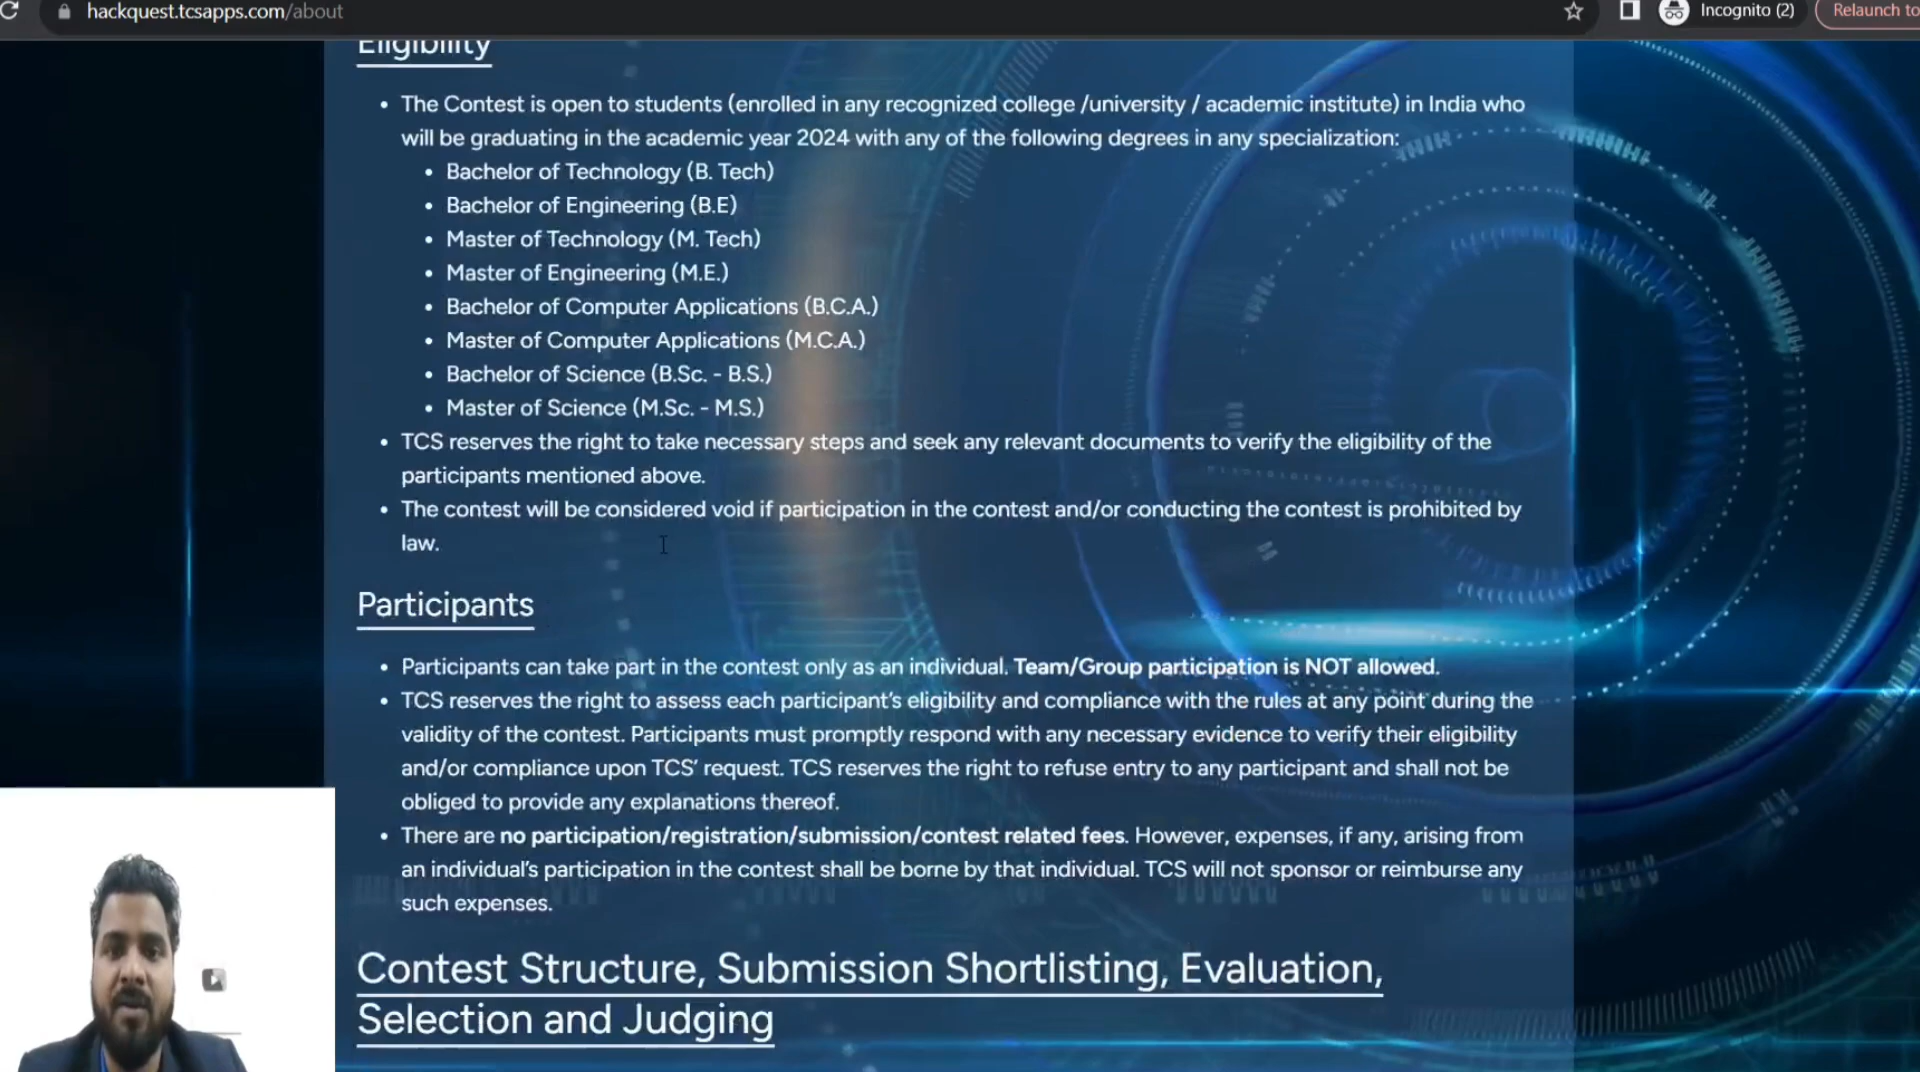 hackquest.tcsapps.com/about
Incognito (2)
Relaunch to
Eligibility
• The Contest is open to students (enrolled in any recognized college /university / academic institute) in India who
will be graduating in the academic year 2024 with any of the following degrees in any specialization:
• Bachelor of Technology (B. Tech)
• Bachelor of Engineering (B.E)
• Master of Technology (M. Tech)
• Master of Engineering (M.E.)
• Bachelor of Computer Applications (B.C.A.)
• Master of Computer Applications (M.C.A.)
• Bachelor of Science (B.Sc. - B.S.)
• Master of Science (M.Sc. - M.S.)
• TCS reserves the right to take necessary steps and seek any relevant documents to verify the eligibility of the
participants mentioned above.
• The contest will be considered void if participation in the contest and/or conducting the contest is prohibited by
law.
Participants
• Participants can take part in the contest only as an individual. Team/Group participation is NOT allowed.
• TCS reserves the right to assess each participant's eligibility and compliance with the rules at any point during the
validity of the contest. Participants must promptly respond with any necessary evidence to verify their eligibility
and/or compliance upon TCS' request. TCS reserves the right to refuse entry to any participant and shall not be
obliged to provide any explanations thereof.
• There are no participation/registration/submission/contest related fees. However, expenses, if any, arising from
an individual's participation in the contest shall be borne by that individual. TCS will not sponsor or reimburse any
such expenses.
Contest Structure, Submission Shortlisting, Evaluation,
Selection and Judging